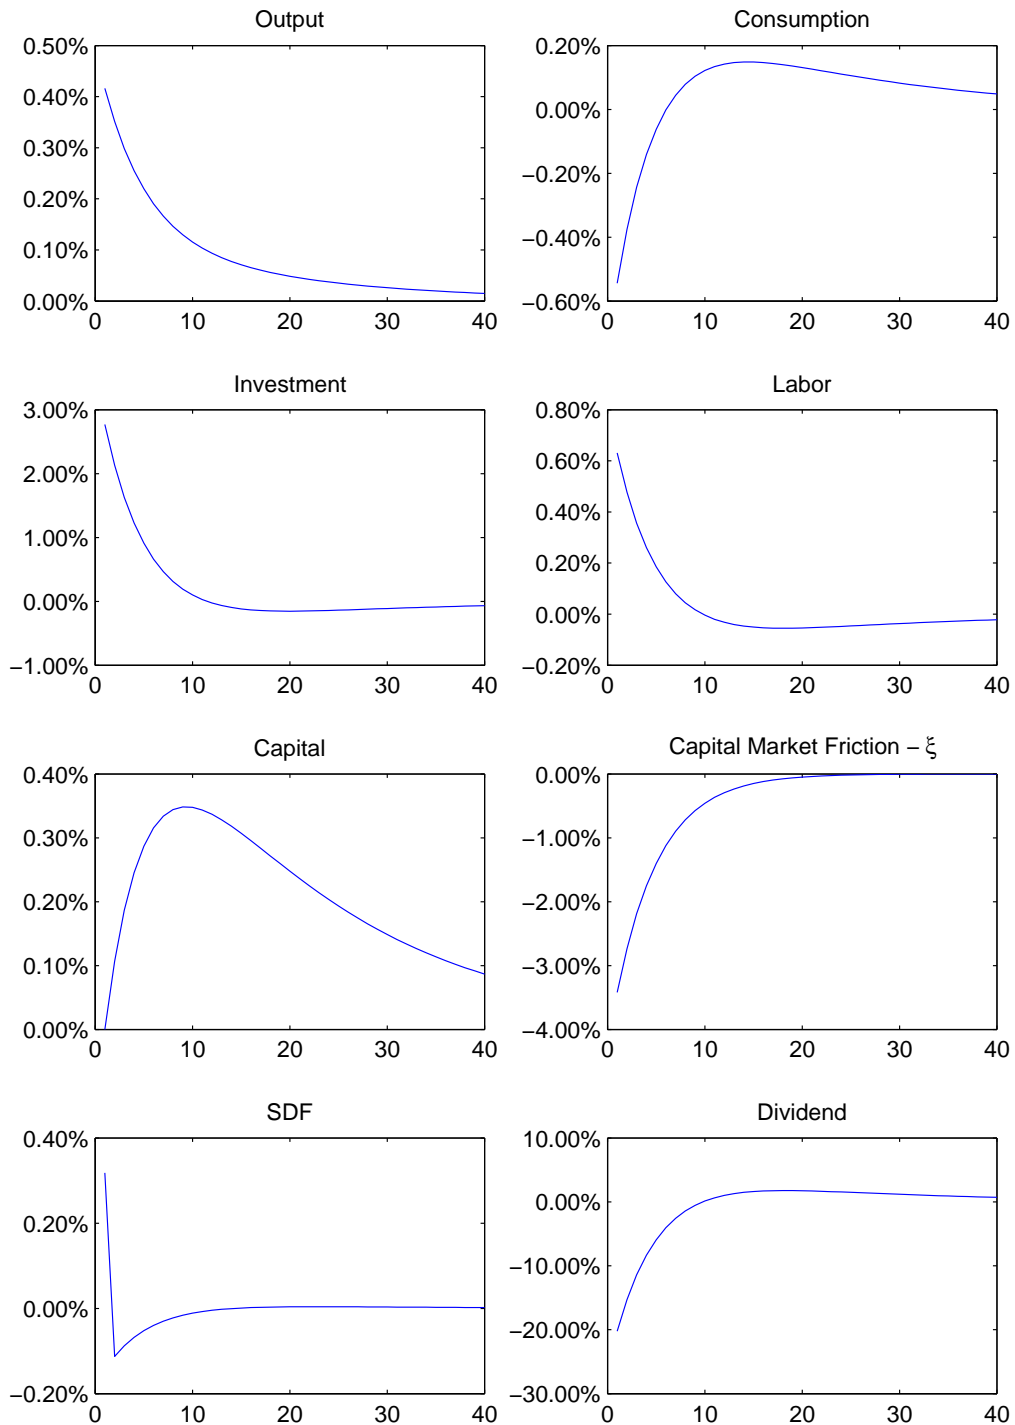 Output
0.50%
0.40%
0.30%
0.20%
0.10%
0.00%
0 10 20 30 40
Consumption
0.20%
0.00%
−0.20%
−0.40%
−0.60%
0 10 20 30 40
Investment
3.00%
2.00%
1.00%
0.00%
−1.00%
0 10 20 30 40
Labor
0.80%
0.60%
0.40%
0.20%
0.00%
−0.20%
0 10 20 30 40
Capital
0.40%
0.30%
0.20%
0.10%
0.00%
0 10 20 30 40
Capital Market Friction − ξ
0.00%
−1.00%
−2.00%
−3.00%
−4.00%
0 10 20 30 40
SDF
0.40%
0.20%
0.00%
−0.20%
0 10 20 30 40
Dividend
10.00%
0.00%
−10.00%
−20.00%
−30.00%
0 10 20 30 40